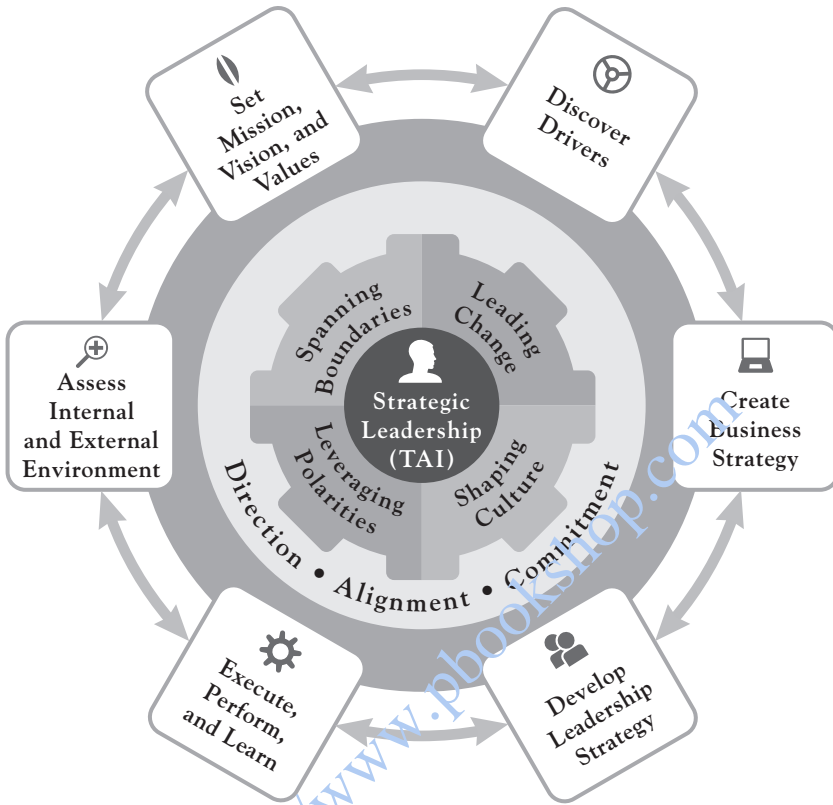 Set
Mission,
Vision, and
Values
Discover
Drivers
Assess
Internal
and External
Environment
Create
Business
Strategy
Execute,
Perform,
and Learn
Develop
Leadership
Strategy
Spanning
Boundaries
Leading
Change
Leveraging
Polarities
Shaping
Culture
Strategic
Leadership
(TAI)
Direction • Alignment • Commitment
www.pbookshop.com